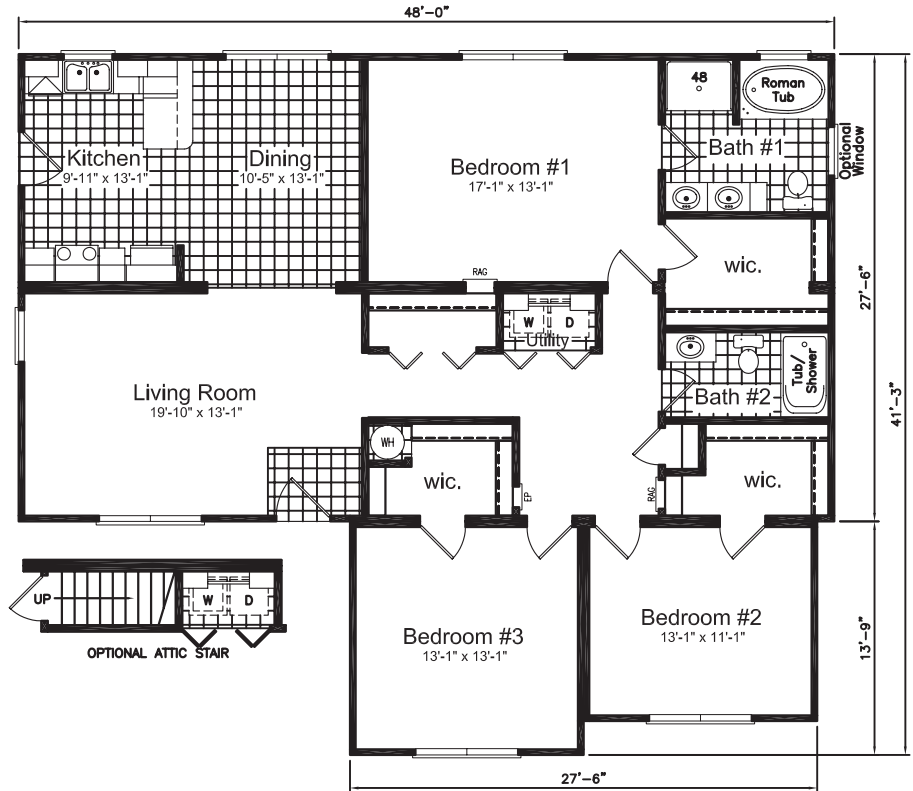 48'-0"
48
Roman
Tub
Kitchen
9'-11" x 13'-1"
Dining
10'-5" x 13'-1"
Bedroom #1
17'-1" x 13'-1"
Bath #1
Optional
Window
RAG
wic.
27'-6"
W
D
Utility
Living Room
19'-10" x 13'-1"
Bath #2
Tub/
Shower
41'-3"
WH
wic.
EP
RAG
wic.
UP
W
D
OPTIONAL ATTIC STAIR
Bedroom #3
13'-1" x 13'-1"
Bedroom #2
13'-1" x 11'-1"
13'-9"
27'-6"